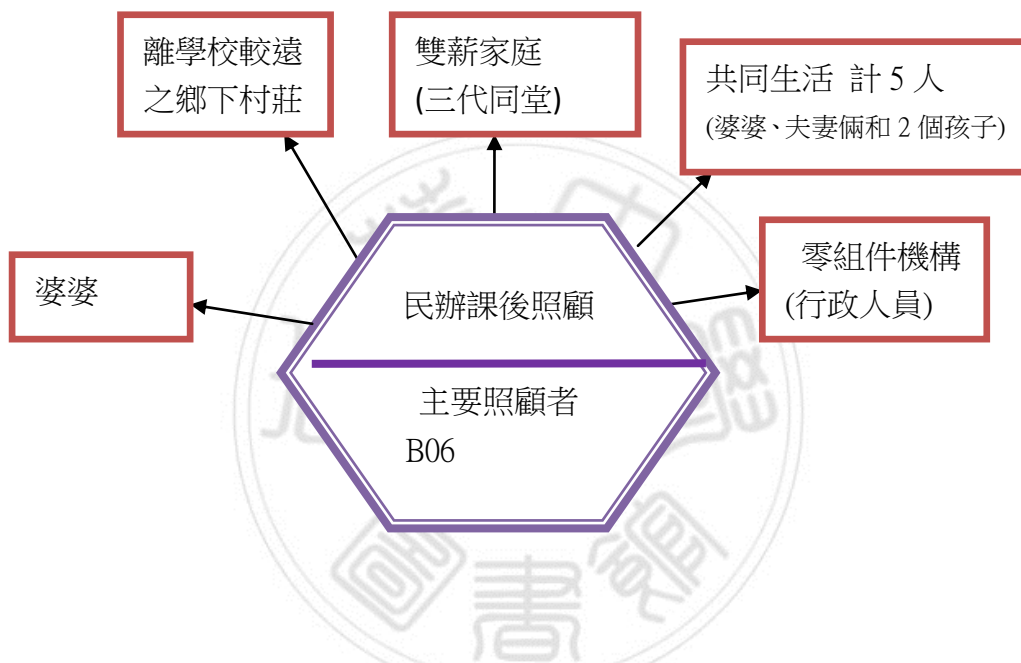 離學校較遠
之鄉下村莊
雙薪家庭
(三代同堂)
共同生活 計 5 人
(婆婆、夫妻倆和 2 個孩子)
婆婆
零組件機構
(行政人員)
民辦課後照顧
主要照顧者
B06